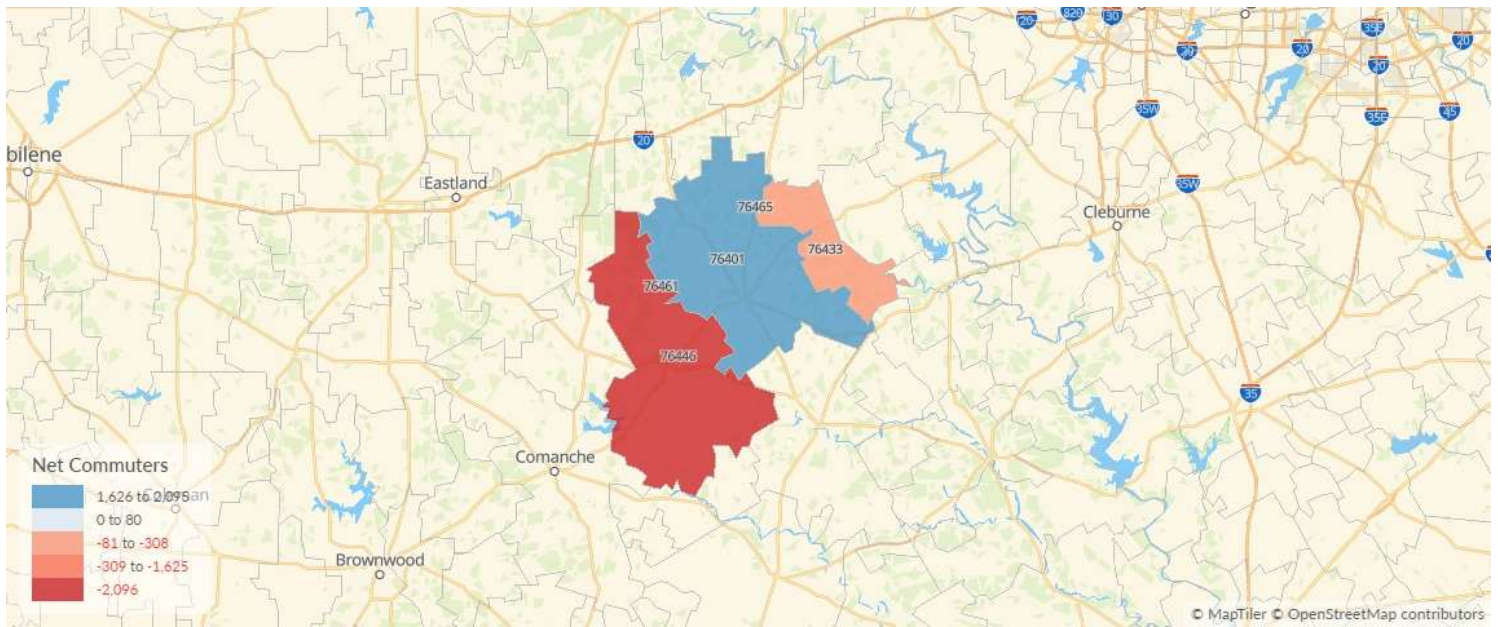 20
820
30
20
20
35E
20
20
35E
45
35W
20
bilene
Eastland
76465
35W
Cleburne
76433
76401
76461
76446
35
Comanche
Net Commuters
1,626 to 2,095
0 to 80
-81 to -308
-309 to -1,625
-2,096
Brownwood
© MapTiler © OpenStreetMap contributors